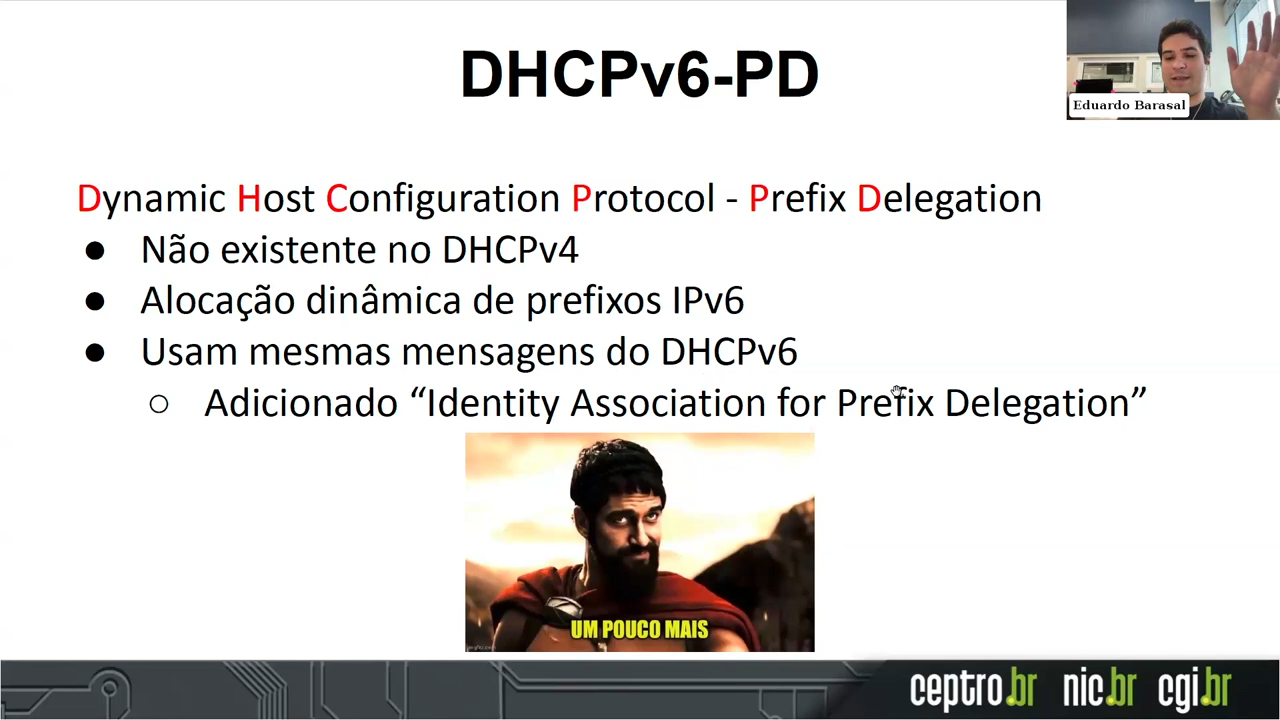 DHCPv6-PD
Eduardo Barasal
Dynamic Host Configuration Protocol - Prefix Delegation
● Não existente no DHCPv4
● Alocação dinâmica de prefixos IPv6
● Usam mesmas mensagens do DHCPv6
○ Adicionado “Identity Association for Prefix Delegation”
UM POUCO MAIS
ceptro.br nic.br cgi.br